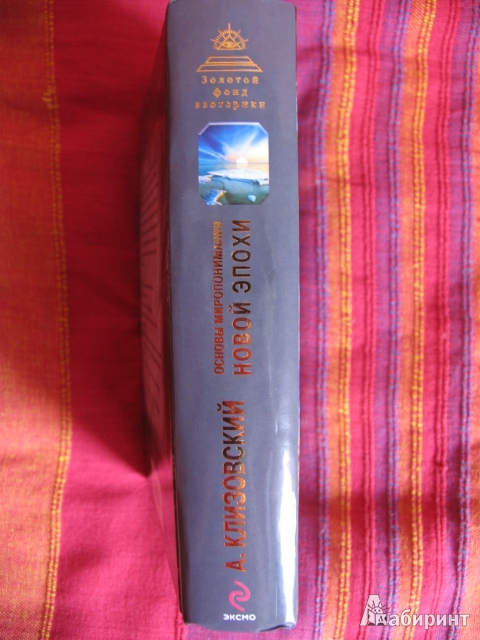 Золотой
фонд
эзотерики
А. КЛИЗОВСКИЙ
ОСНОВЫ МИРОПОНИМАНИЯ
НОВОЙ ЭПОХИ
ЭКСМО
Лабиринт